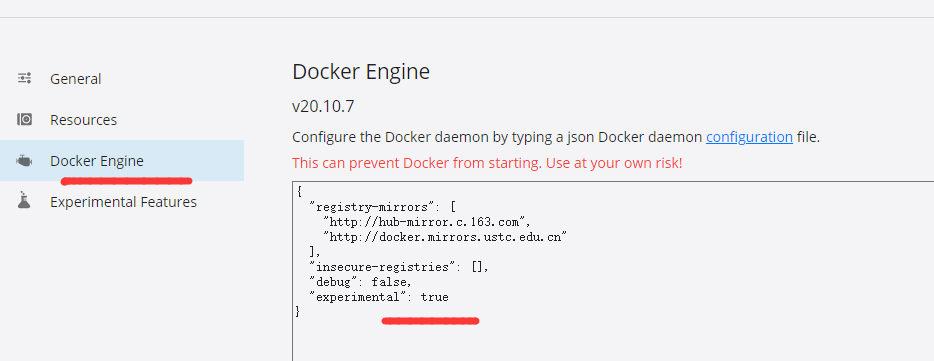 General
Resources
Docker Engine
Experimental Features
Docker Engine
v20.10.7
Configure the Docker daemon by typing a json Docker daemon configuration file.
This can prevent Docker from starting. Use at your own risk!
{
  "registry-mirrors": [
    "http://hub-mirror.c.163.com",
    "http://docker.mirrors.ustc.edu.cn"
  ],
  "insecure-registries": [],
  "debug": false,
  "experimental": true
}